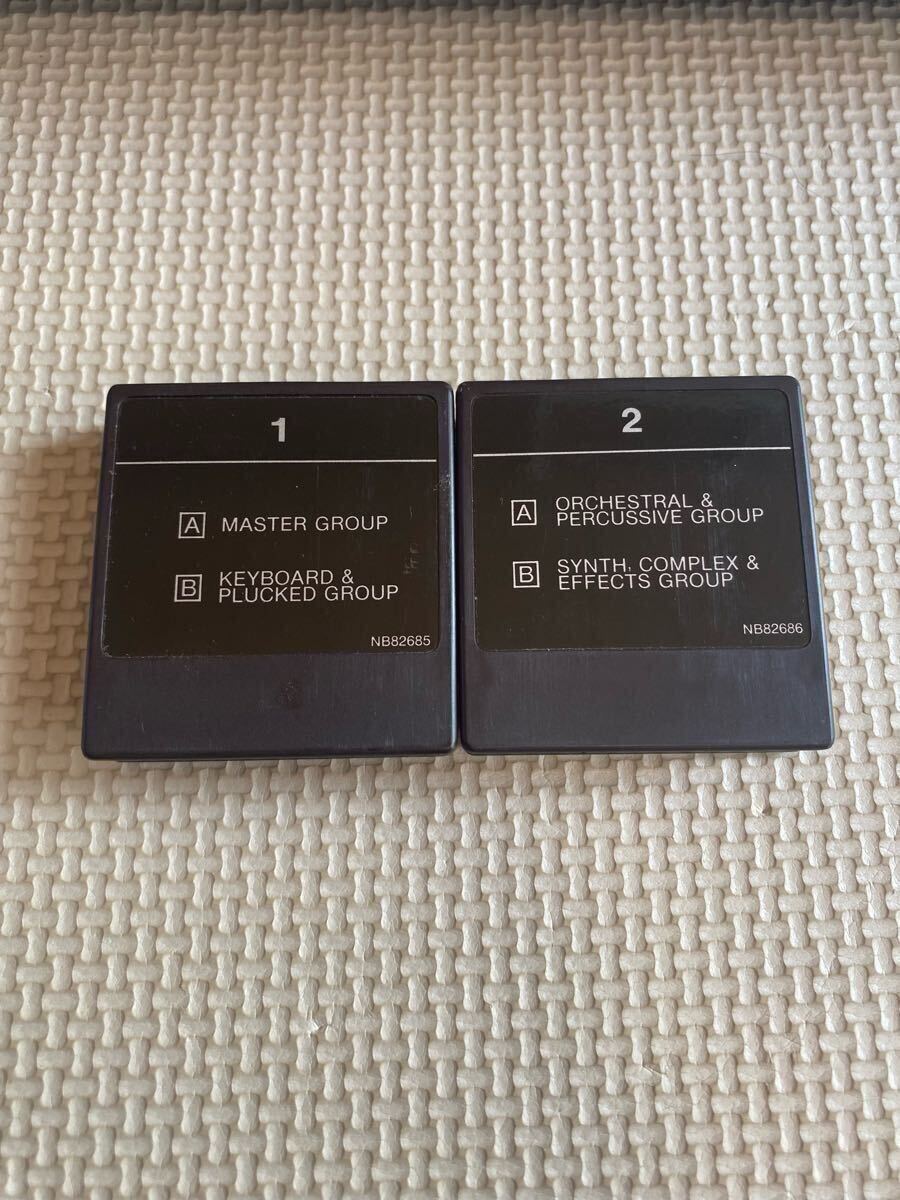 1
A MASTER GROUP
B KEYBOARD &
PLUCKED GROUP
NB82685
2
A ORCHESTRAL &
PERCUSSIVE GROUP
B SYNTH, COMPLEX &
EFFECTS GROUP
NB82686